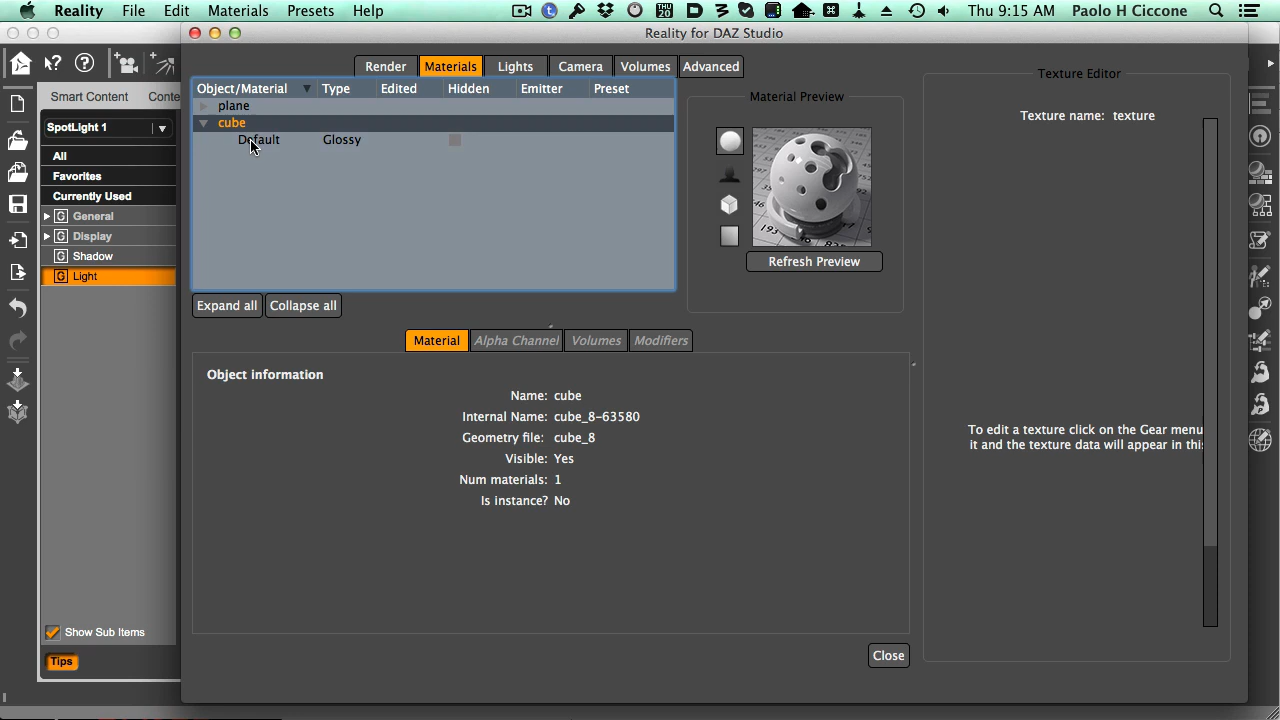 Reality File Edit Materials Presets Help
THU 20
Thu 9:15 AM Paolo H Ciccone
Reality for DAZ Studio
Smart Content Conte
SpotLight 1
All
Favorites
Currently Used
G General
G Display
G Shadow
G Light
Show Sub Items
Tips
Render Materials Lights Camera Volumes Advanced
Object/Material Type Edited Hidden Emitter Preset
plane
cube
Default Glossy
Expand all Collapse all
Material Preview
Refresh Preview
Material Alpha Channel Volumes Modifiers
Object information
Name: cube
Internal Name: cube_8-63580
Geometry file: cube_8
Visible: Yes
Num materials: 1
Is instance? No
Close
Texture Editor
Texture name: texture
To edit a texture click on the Gear menu
it and the texture data will appear in this